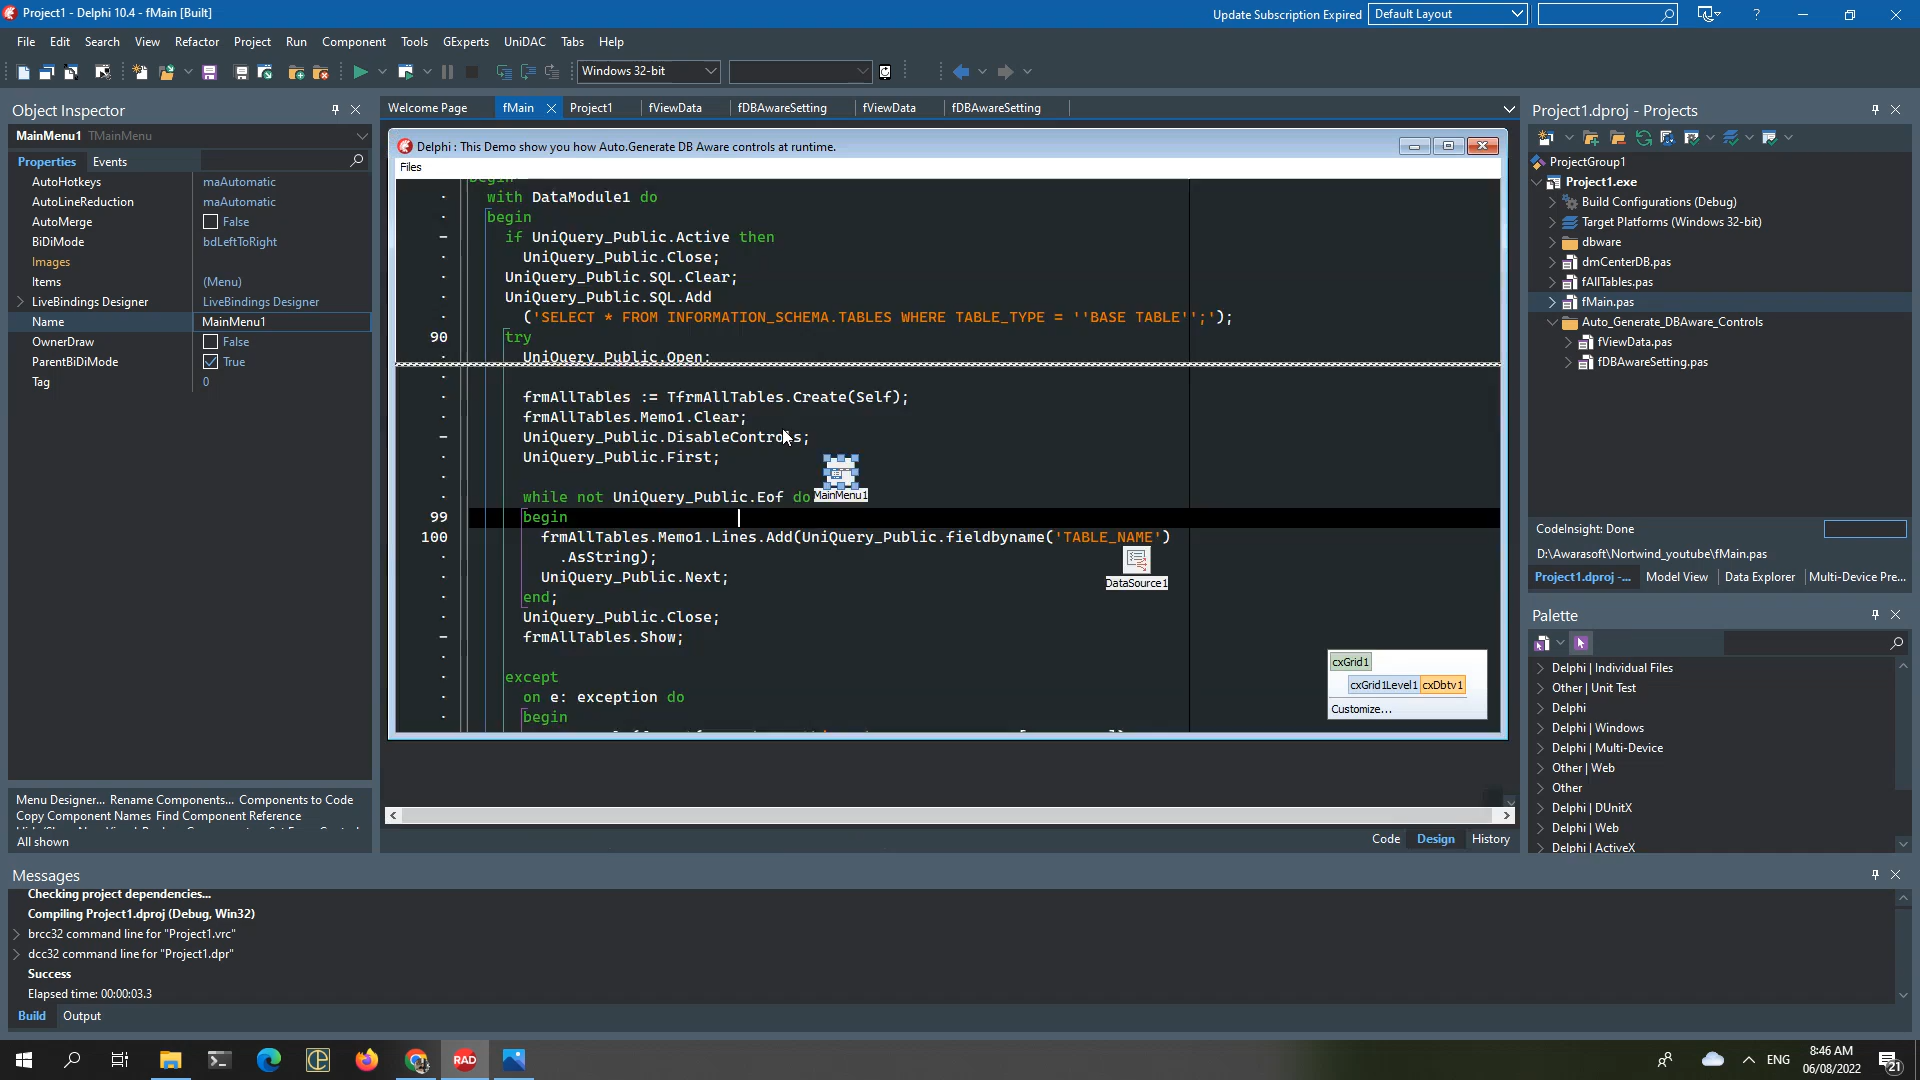 Project1 - Delphi 10.4 - fMain [Built]
Update Subscription Expired
Default Layout
File Edit Search View Refactor Project Run Component Tools GExperts UniDAC Tabs Help
Windows 32-bit
Object Inspector
MainMenu1 TMainMenu
Properties Events
AutoHotkeys maAutomatic
AutoLineReduction maAutomatic
AutoMerge False
BiDiMode bdLeftToRight
Images
Items (Menu)
LiveBindings Designer LiveBindings Designer
Name MainMenu1
OwnerDraw False
ParentBiDiMode True
Tag 0
Menu Designer... Rename Components... Components to Code
Copy Component Names Find Component Reference
All shown
Welcome Page fMain Project1 fViewData fDBAwareSetting fViewData fDBAwareSetting
Delphi : This Demo show you how Auto.Generate DB Aware controls at runtime.
Files
begin
with DataModule1 do
begin
if UniQuery_Public.Active then
UniQuery_Public.Close;
UniQuery_Public.SQL.Clear;
UniQuery_Public.SQL.Add
('SELECT * FROM INFORMATION_SCHEMA.TABLES WHERE TABLE_TYPE = ''BASE TABLE'';');
90 try
UniQuery_Public.Open;
frmAllTables := TfrmAllTables.Create(Self);
frmAllTables.Memo1.Clear;
UniQuery_Public.DisableControls;
UniQuery_Public.First;
while not UniQuery_Public.Eof do
MainMenu1
99 begin
100 frmAllTables.Memo1.Lines.Add(UniQuery_Public.fieldbyname('TABLE_NAME')
.AsString);
UniQuery_Public.Next;
DataSource1
end;
UniQuery_Public.Close;
frmAllTables.Show;
except
on e: exception do
begin
cxGrid1
cxGrid1Level1 cxDbtv1
Customize...
Code Design History
Project1.dproj - Projects
ProjectGroup1
Project1.exe
Build Configurations (Debug)
Target Platforms (Windows 32-bit)
dbware
dmCenterDB.pas
fAllTables.pas
fMain.pas
Auto_Generate_DBAware_Controls
fViewData.pas
fDBAwareSetting.pas
CodeInsight: Done
D:\Awarasoft\Nortwind_youtube\fMain.pas
Project1.dproj -... Model View Data Explorer Multi-Device Pre...
Palette
Delphi | Individual Files
Other | Unit Test
Delphi
Delphi | Windows
Delphi | Multi-Device
Other | Web
Other
Delphi | DUnitX
Delphi | Web
Delphi | ActiveX
Messages
Checking project dependencies...
Compiling Project1.dproj (Debug, Win32)
brcc32 command line for "Project1.vrc"
dcc32 command line for "Project1.dpr"
Success
Elapsed time: 00:00:03.3
Build Output
RAD
ENG
8:46 AM
06/08/2022
21